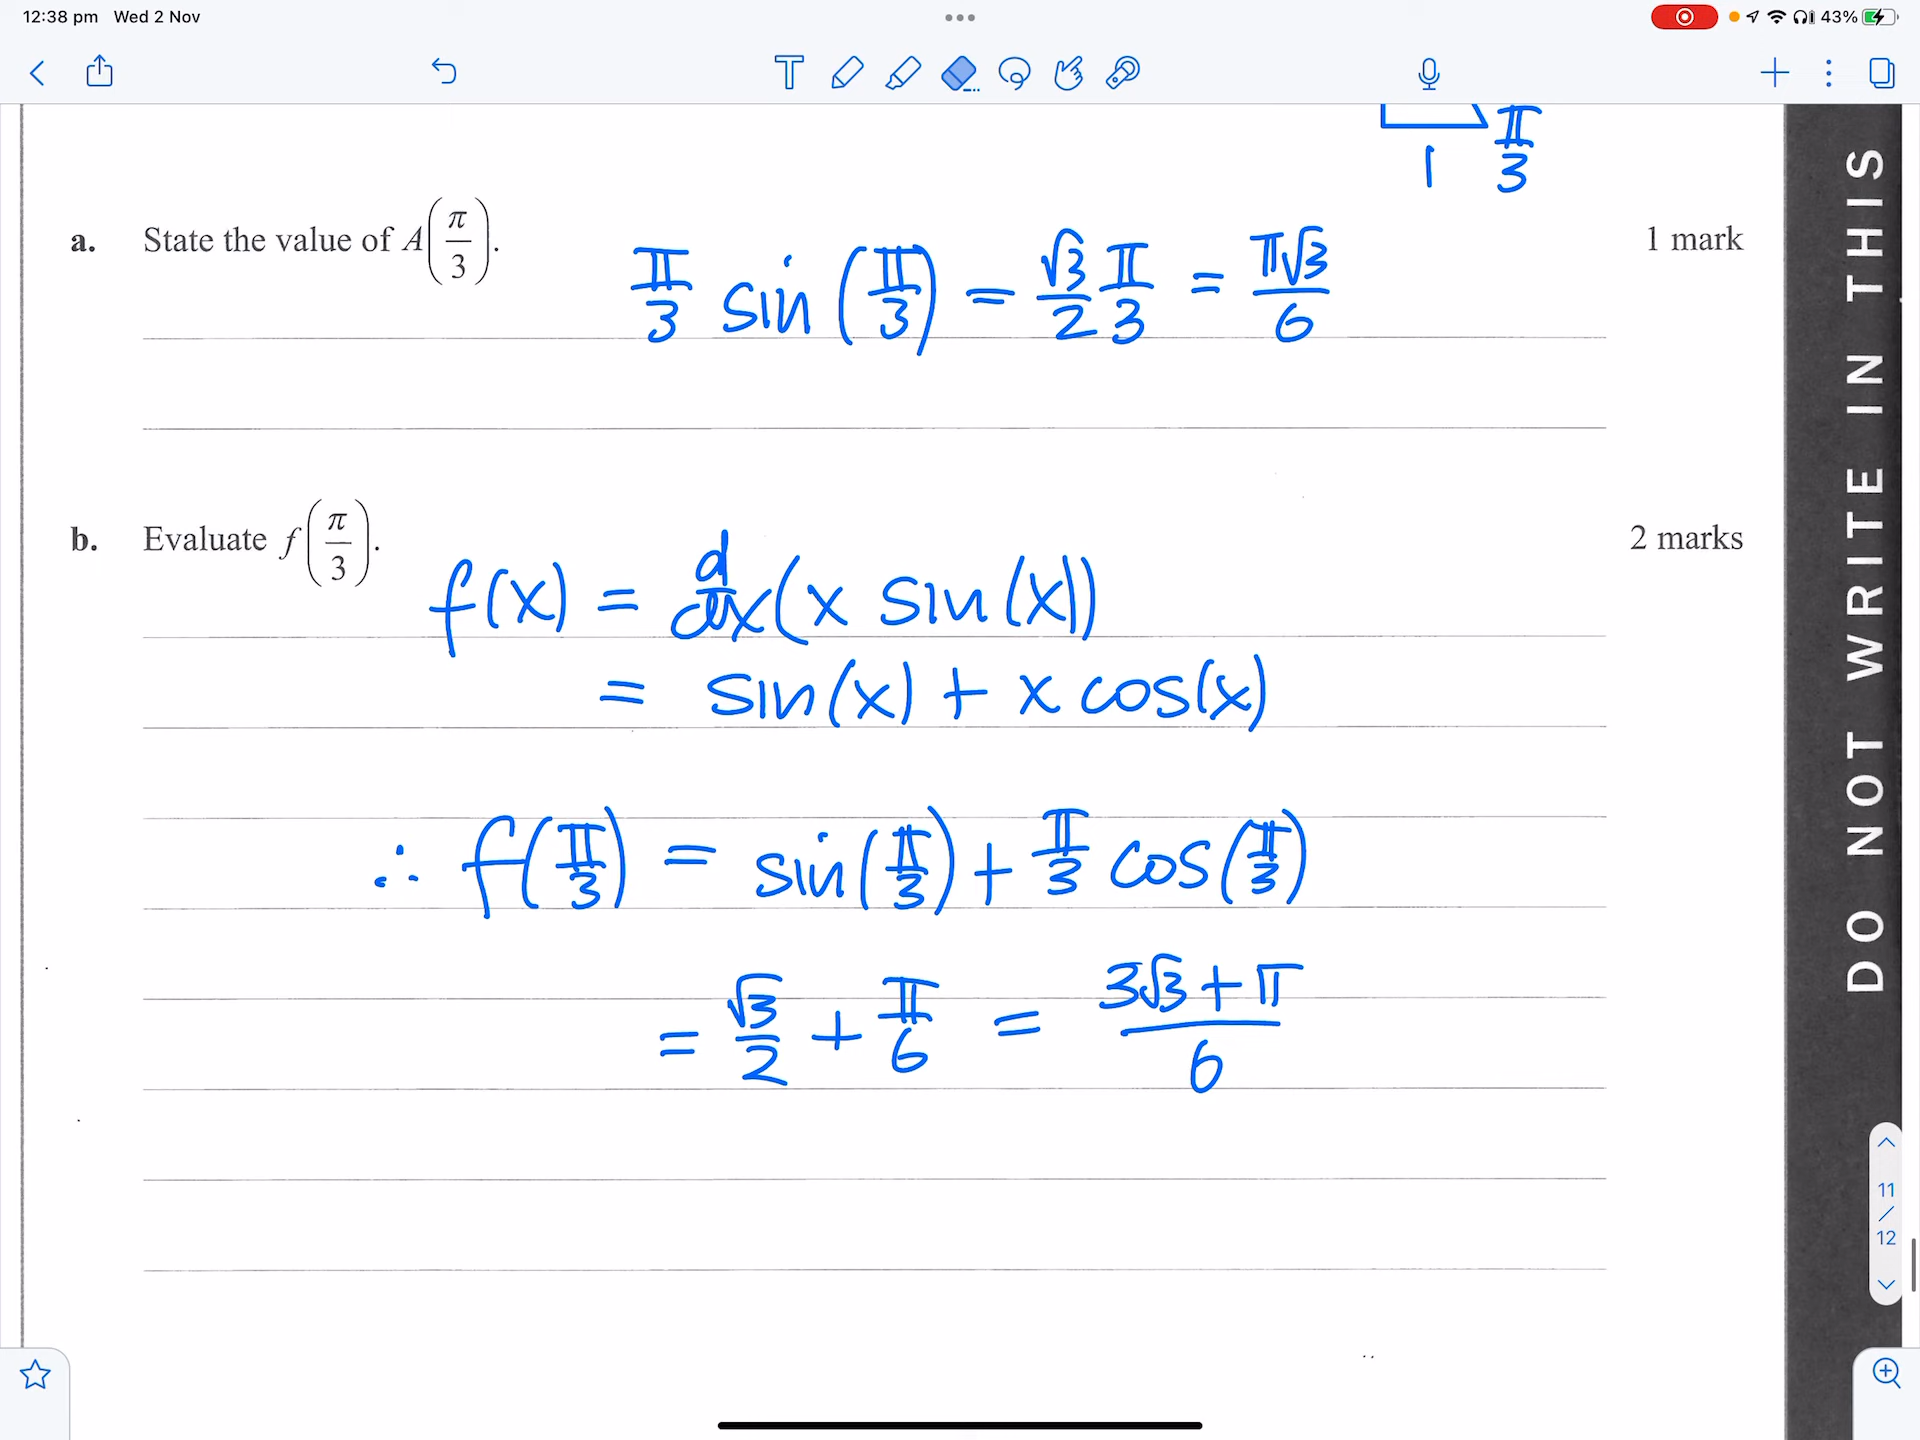 12:38 pm Wed 2 Nov
43%
T
1 π/3
a. State the value of A(π/3). 1 mark
π/3 sin(π/3) = √3/2 π/3 = π√3/6
b. Evaluate f(π/3). 2 marks
f(x) = d/dx(x sin(x))
= sin(x) + x cos(x)
∴ f(π/3) = sin(π/3) + π/3 cos(π/3)
= √3/2 + π/6 = 3√3+π/6
DO NOT WRITE IN THIS
11
/
12